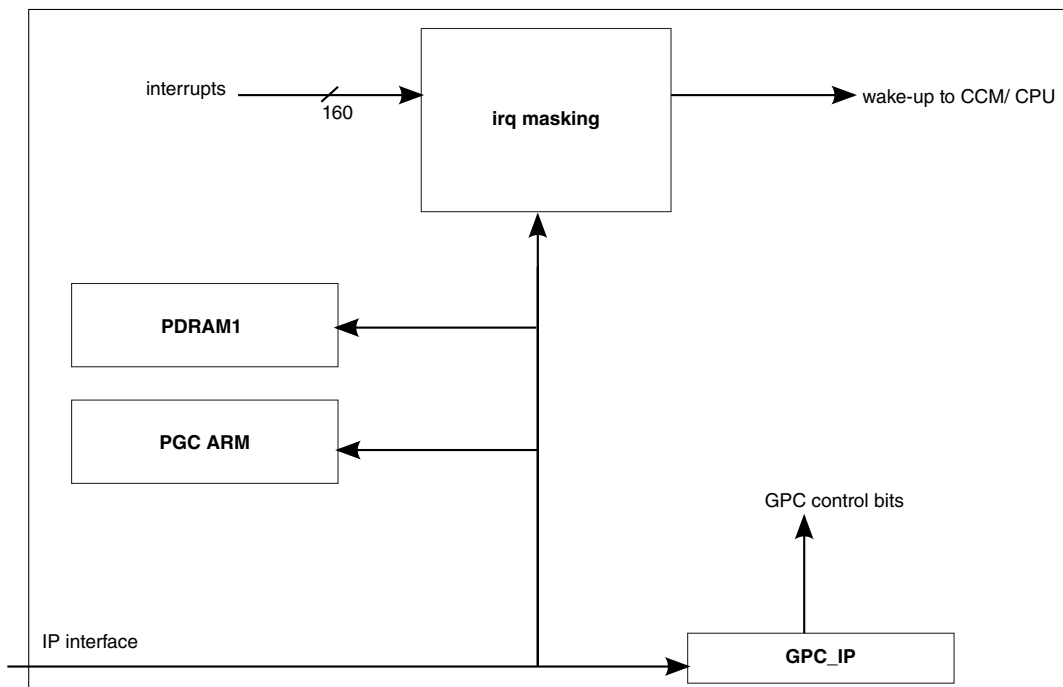 interrupts
160
irq masking
wake-up to CCM/ CPU
PDRAM1
PGC ARM
GPC control bits
IP interface
GPC_IP